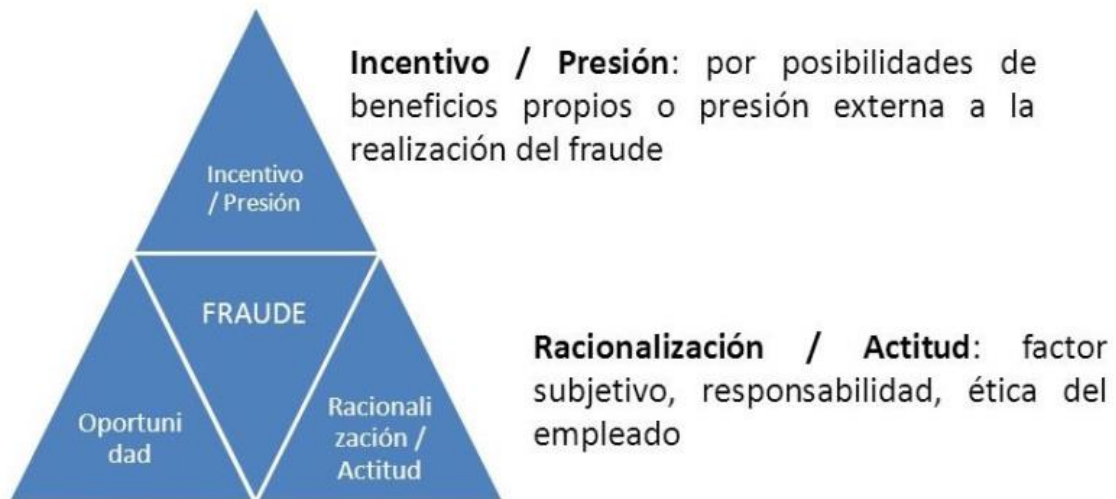 Incentivo / Presión: por posibilidades de
beneficios propios o presión externa a la
realización del fraude
Incentivo
/ Presión
FRAUDE
Oportuni
dad
Racionali
zación /
Actitud
Racionalización / Actitud: factor
subjetivo, responsabilidad, ética del
empleado